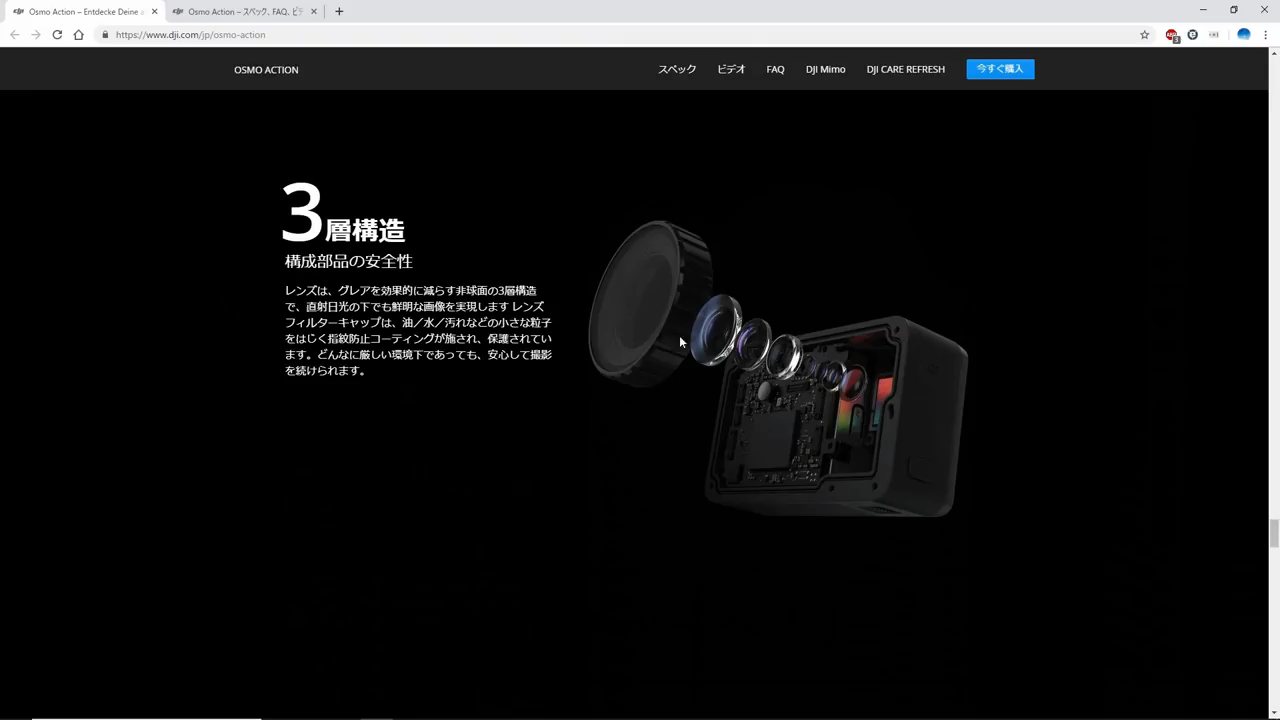 Osmo Action – Entdecke Deine a
Osmo Action – スペック、FAQ、ビデ
https://www.dji.com/jp/osmo-action
OSMO ACTION
スペック
ビデオ
FAQ
DJI Mimo
DJI CARE REFRESH
今すぐ購入
3層構造
構成部品の安全性
レンズは、グレアを効果的に減らす非球面の3層構造
で、直射日光の下でも鮮明な画像を実現します レンズ
フィルターキャップは、油／水／汚れなどの小さな粒子
をはじく指紋防止コーティングが施され、保護されてい
ます。どんなに厳しい環境下であっても、安心して撮影
を続けられます。